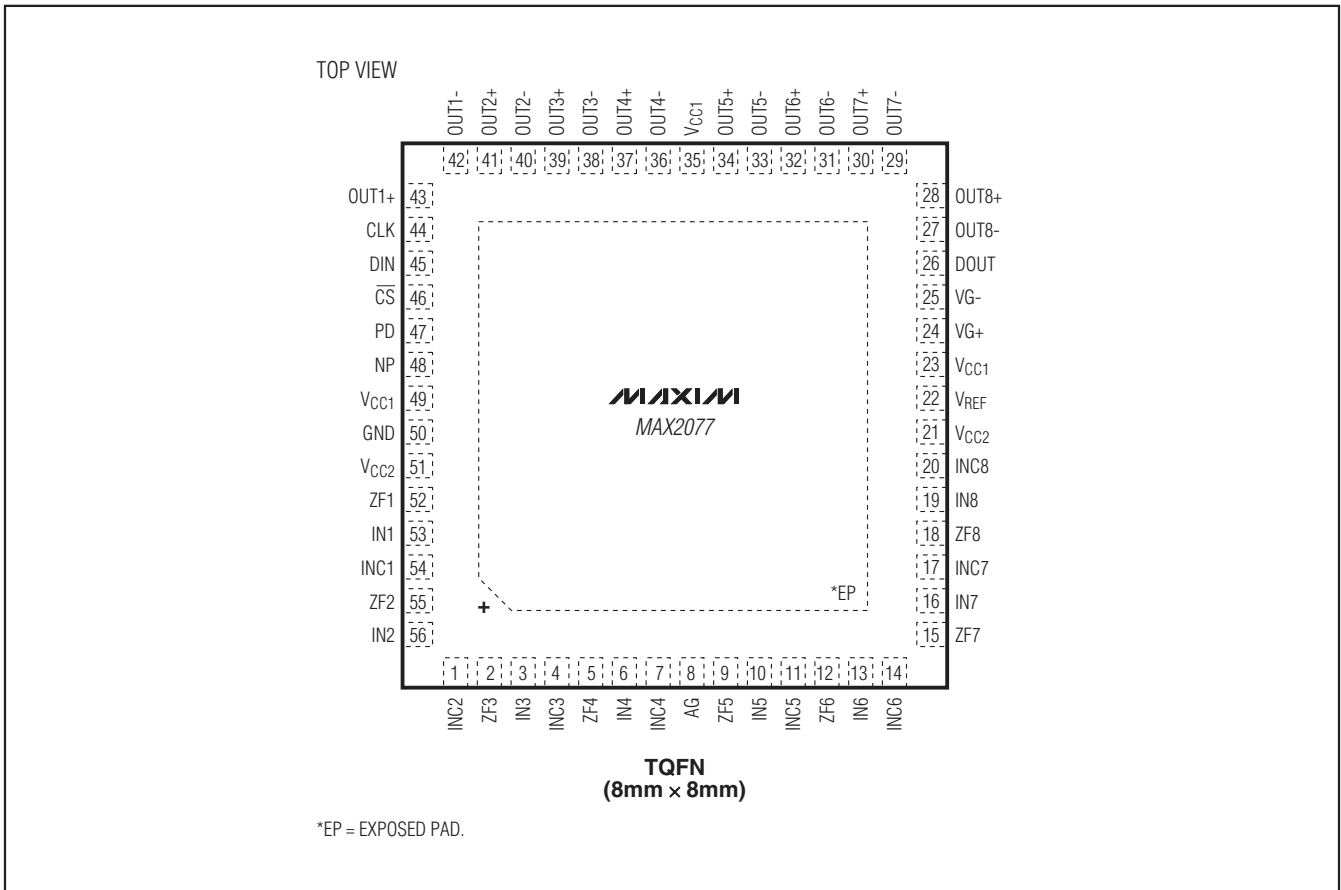 TOP VIEW
OUT1- OUT2+ OUT2- OUT3+ OUT3- OUT4+ OUT4- VCC1 OUT5+ OUT5- OUT6+ OUT6- OUT7+ OUT7-
42 41 40 39 38 37 36 35 34 33 32 31 30 29
OUT1+ 43 28 OUT8+
CLK 44 27 OUT8-
DIN 45 26 DOUT
C̅S̅ 46 25 VG-
PD 47 24 VG+
NP 48 23 VCC1
VCC1 49 22 VREF
GND 50 21 VCC2
VCC2 51 20 INC8
ZF1 52 19 IN8
IN1 53 18 ZF8
INC1 54 17 INC7
ZF2 55 16 IN7
IN2 56 15 ZF7
MAXIM
MAX2077
*EP
+
1 2 3 4 5 6 7 8 9 10 11 12 13 14
INC2 ZF3 IN3 INC3 ZF4 IN4 INC4 AG ZF5 IN5 INC5 ZF6 IN6 INC6
TQFN
(8mm × 8mm)
*EP = EXPOSED PAD.